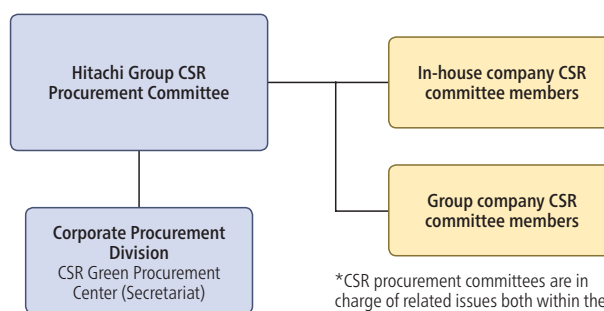 Hitachi Group CSR
Procurement Committee
In-house company CSR
committee members
Group company CSR
committee members
Corporate Procurement
Division
CSR Green Procurement
Center (Secretariat)
*CSR procurement committees are in
charge of related issues both within the